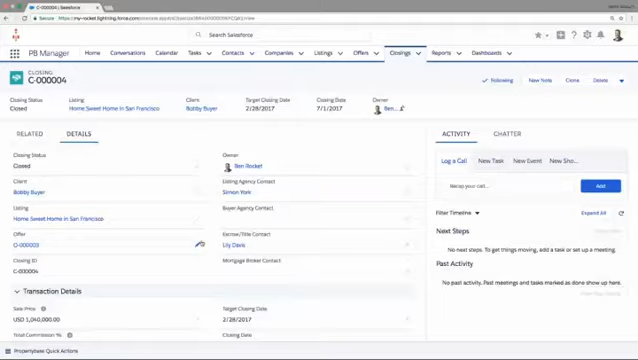 C-000004 | Salesforce
Secure
Search Salesforce
PB Manager
Home Conversations Calendar Tasks Contacts Companies Listings Offers Closings Reports Dashboards
CLOSING
C-000004
Following New Note Clone Delete
Closing Status Listing Client Target Closing Date Closing Date Owner
Closed Home Sweet Home in San Francisco Bobby Buyer 2/28/2017 7/1/2017 Ben...
RELATED DETAILS
ACTIVITY CHATTER
Closing Status Owner
Closed Ben Rocket
Log a Call New Task New Event New Sho...
Client Listing Agency Contact
Bobby Buyer Simon York
Recap your call... Add
Listing Buyer Agency Contact
Home Sweet Home in San Francisco
Filter Timeline Expand All
Offer Escrow/Title Contact
O-000003 Lily Davis
Next Steps
No next steps. To get things moving, add a task or set up a meeting.
Closing ID Mortgage Broker Contact
C-000004
Past Activity
No past activity. Past meetings and tasks marked as done show up here.
Transaction Details
Sale Price Target Closing Date
USD 1,040,000.00 2/28/2017
Total Commission % Closing Date
Propertybase Quick Actions